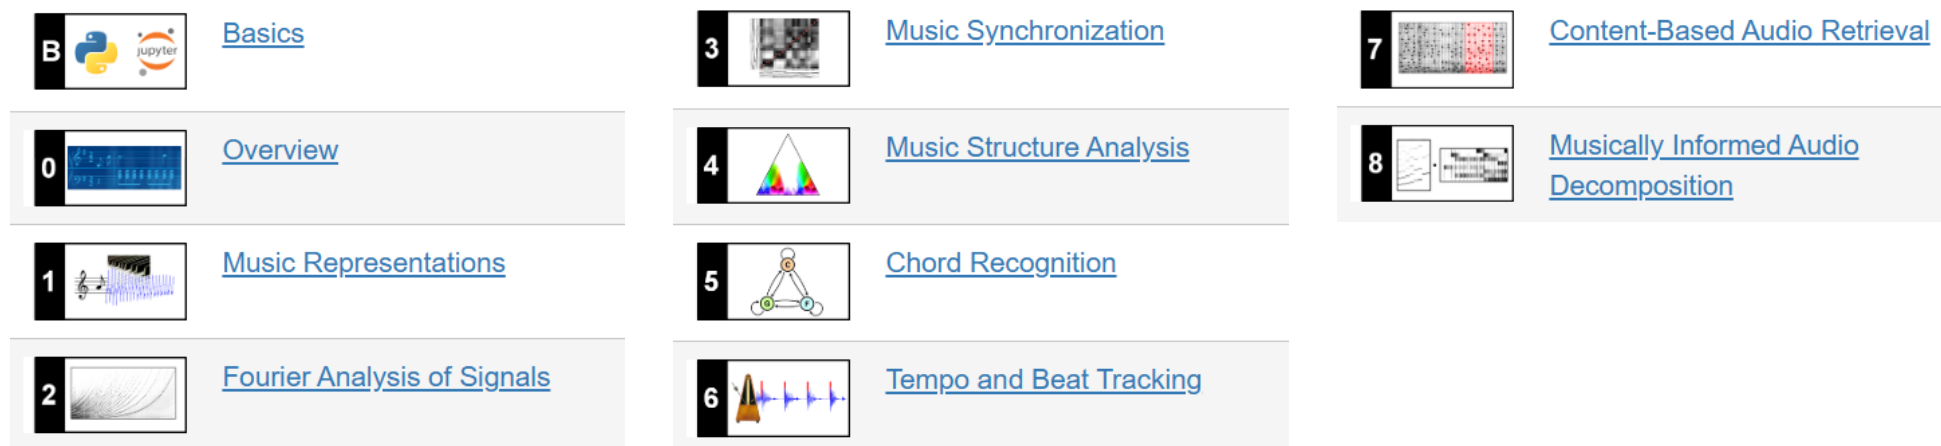 B
jupyter
Basics
0
Overview
1
Music Representations
2
Fourier Analysis of Signals
3
Music Synchronization
4
Music Structure Analysis
5
C
G
F
Chord Recognition
6
Tempo and Beat Tracking
7
Content-Based Audio Retrieval
8
Musically Informed Audio
Decomposition